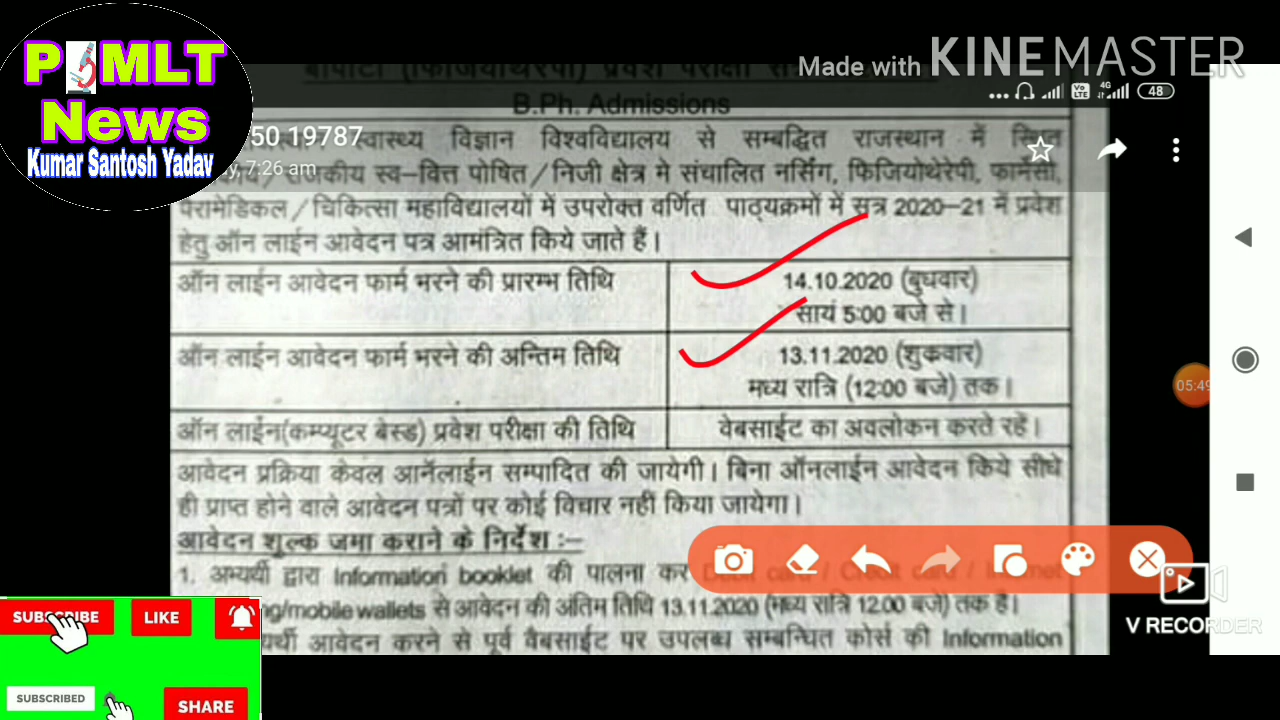 P MLT
News
Kumar Santosh Yadav
Made with KINEMASTER
48
B.Ph. Admissions
50 19787
7:26 am
विज्ञान विश्वविद्यालय से सम्बद्धित राजस्थान में
स्व–वित्त पोषित/निजी क्षेत्र मे संचालित नर्सिंग, फिजियोथेरेपी, फार्मेसी,
पैरामेडिकल/चिकित्सा महाविद्यालयों में उपरोक्त वर्णित पाठ्यक्रमों में सत्र 2020–21 में प्रवेश
हेतु ऑन लाईन आवेदन पत्र आमंत्रित किये जाते हैं।
ऑन लाईन आवेदन फार्म भरने की प्रारम्भ तिथि
14.10.2020 (बुधवार)
सायं 5:00 बजे से।
ऑन लाईन आवेदन फार्म भरने की अन्तिम तिथि
13.11.2020 (शुक्रवार)
मध्य रात्रि (12:00 बजे) तक।
ऑन लाईन(कम्प्यूटर बेस्ड) प्रवेश परीक्षा की तिथि
वेबसाईट का अवलोकन करते रहें।
आवेदन प्रक्रिया केवल आर्नलाईन सम्पादित की जायेगी। बिना ऑनलाईन आवेदन किये सीधे
ही प्राप्त होने वाले आवेदन पत्रों पर कोई विचार नहीं किया जायेगा।
आवेदन शुल्क जमा कराने के निर्देश :–
1. अभ्यर्थी द्वारा Information booklet की पालना कर
/mobile wallets से आवेदन की अंतिम तिथि 13.11.2020 (मध्य रात्रि 12.00 बजे) तक है।
आवेदन करने से पूर्व वैबसाईट पर उपलब्ध सम्बन्धित कोर्स की Information
05:49
V RECORDER
SUBSCRIBE
LIKE
SUBSCRIBED
SHARE